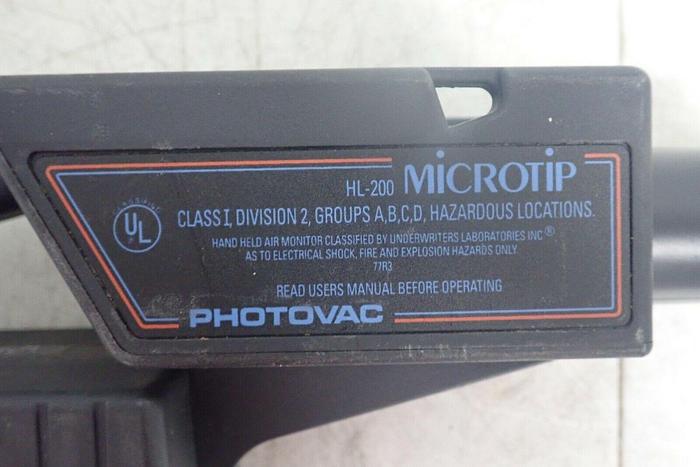 HL-200 MiCROTiP
CLASSIFIED
UL
CLASS I, DIVISION 2, GROUPS A,B,C,D, HAZARDOUS LOCATIONS.
HAND HELD AIR MONITOR CLASSIFIED BY UNDERWRITERS LABORATORIES INC ®
AS TO ELECTRICAL SHOCK, FIRE AND EXPLOSION HAZARDS ONLY
77R3
READ USERS MANUAL BEFORE OPERATING
PHOTOVAC